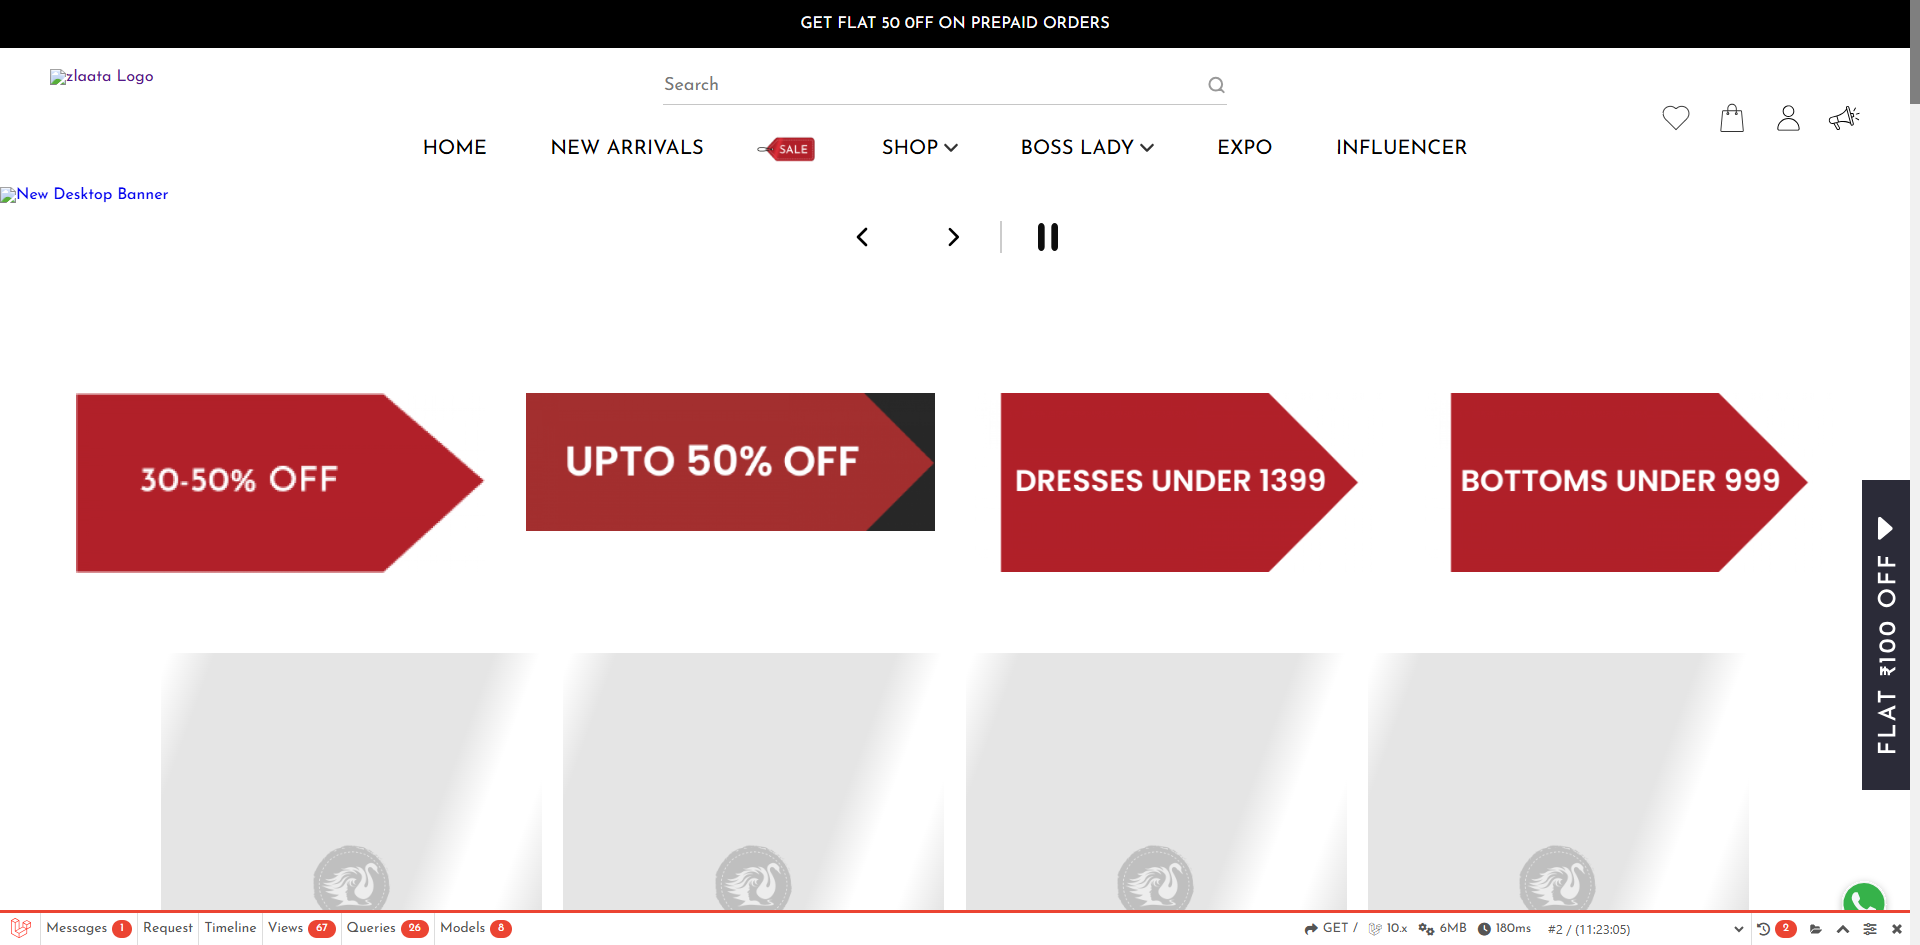 GET FLAT 50 OFF ON PREPAID ORDERS
zlaata Logo
Search
HOME NEW ARRIVALS SALE SHOP BOSS LADY EXPO INFLUENCER
New Desktop Banner
30-50% OFF
UPTO 50% OFF
DRESSES UNDER 1399
BOTTOMS UNDER 999
FLAT ₹100 OFF
Messages 1 Request Timeline Views 67 Queries 26 Models 8 GET / 10.x 6MB 180ms #2 / (11:23:05) 2